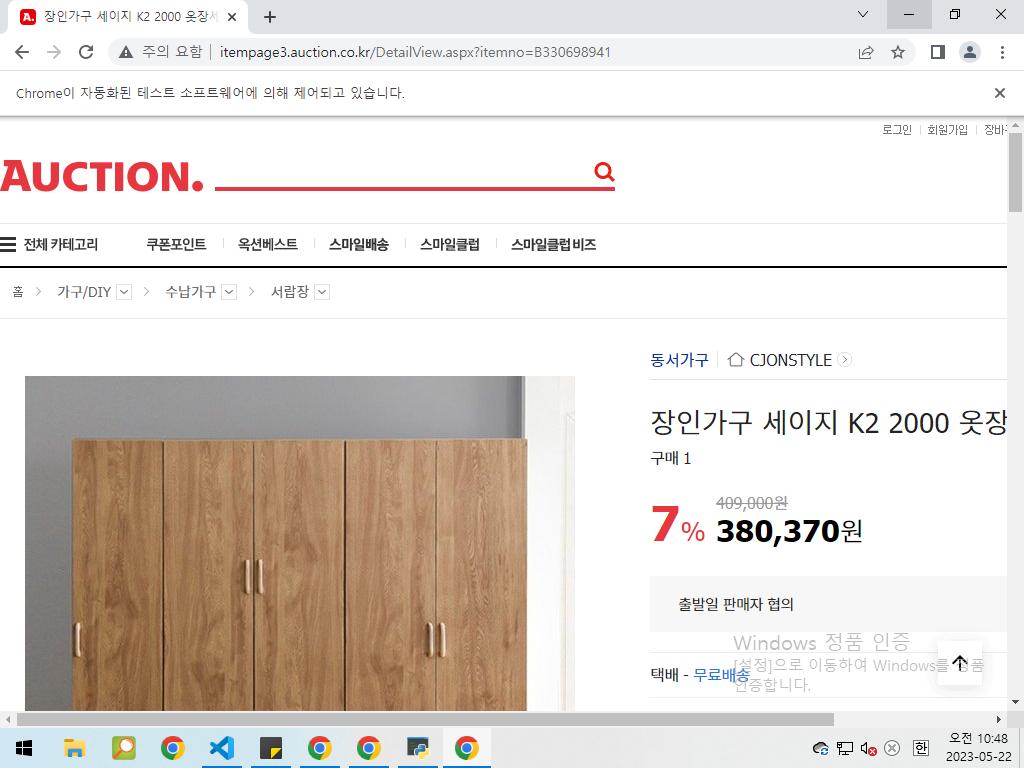 장인가구 세이지 K2 2000 옷장세
주의 요함
itempage3.auction.co.kr/DetailView.aspx?itemno=B330698941
Chrome이 자동화된 테스트 소프트웨어에 의해 제어되고 있습니다.
로그인 회원가입 장바구
AUCTION.
전체 카테고리 쿠폰포인트 옥션베스트 스마일배송 스마일클럽 스마일클럽 비즈
홈 > 가구/DIY > 수납가구 > 서랍장
동서가구 CJONSTYLE
장인가구 세이지 K2 2000 옷장
구매 1
409,000원
7% 380,370원
출발일 판매자 협의
Windows 정품 인증
택배 - 무료배송
[설정]으로 이동하여 Windows를 정품
인증합니다.
한
오전 10:48
2023-05-22